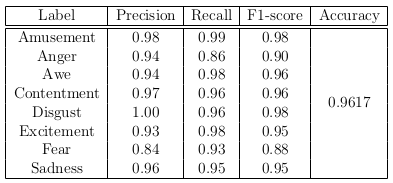 Label Precision Recall F1-score Accuracy
Amusement 0.98 0.99 0.98
Anger 0.94 0.86 0.90
Awe 0.94 0.98 0.96
Contentment 0.97 0.96 0.96
0.9617
Disgust 1.00 0.96 0.98
Excitement 0.93 0.98 0.95
Fear 0.84 0.93 0.88
Sadness 0.96 0.95 0.95